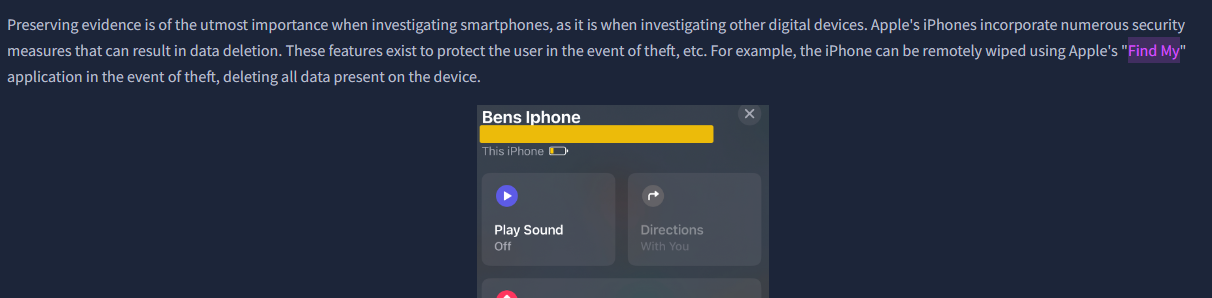 Preserving evidence is of the utmost importance when investigating smartphones, as it is when investigating other digital devices. Apple's iPhones incorporate numerous security
measures that can result in data deletion. These features exist to protect the user in the event of theft, etc. For example, the iPhone can be remotely wiped using Apple's "Find My"
application in the event of theft, deleting all data present on the device.
Bens Iphone
This iPhone
Play Sound
Off
Directions
With You